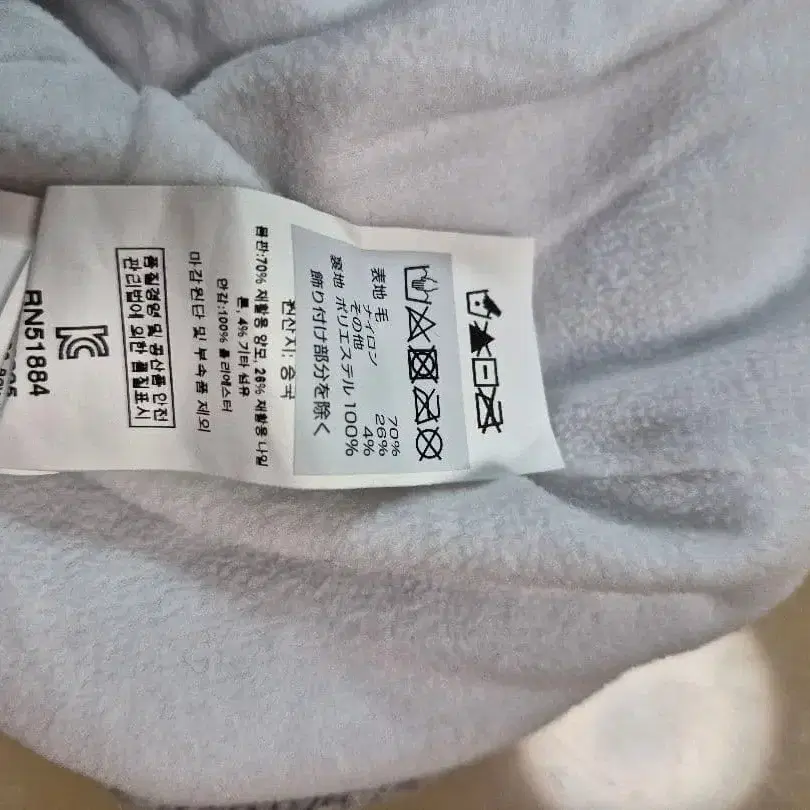 表地 毛 70%
ナイロン 26%
その他 4%
裏地 ポリエステル 100%
飾り付け部分を除く
원산지: 중국
겉판:70% 재활용 양모, 26% 재활용 나일
론, 4% 기타 섬유
안감:100% 폴리에스터
마감원단 및 부속품 제외
품질경영 및 공산품안전
관리법에 의한 품질표시
RN51884